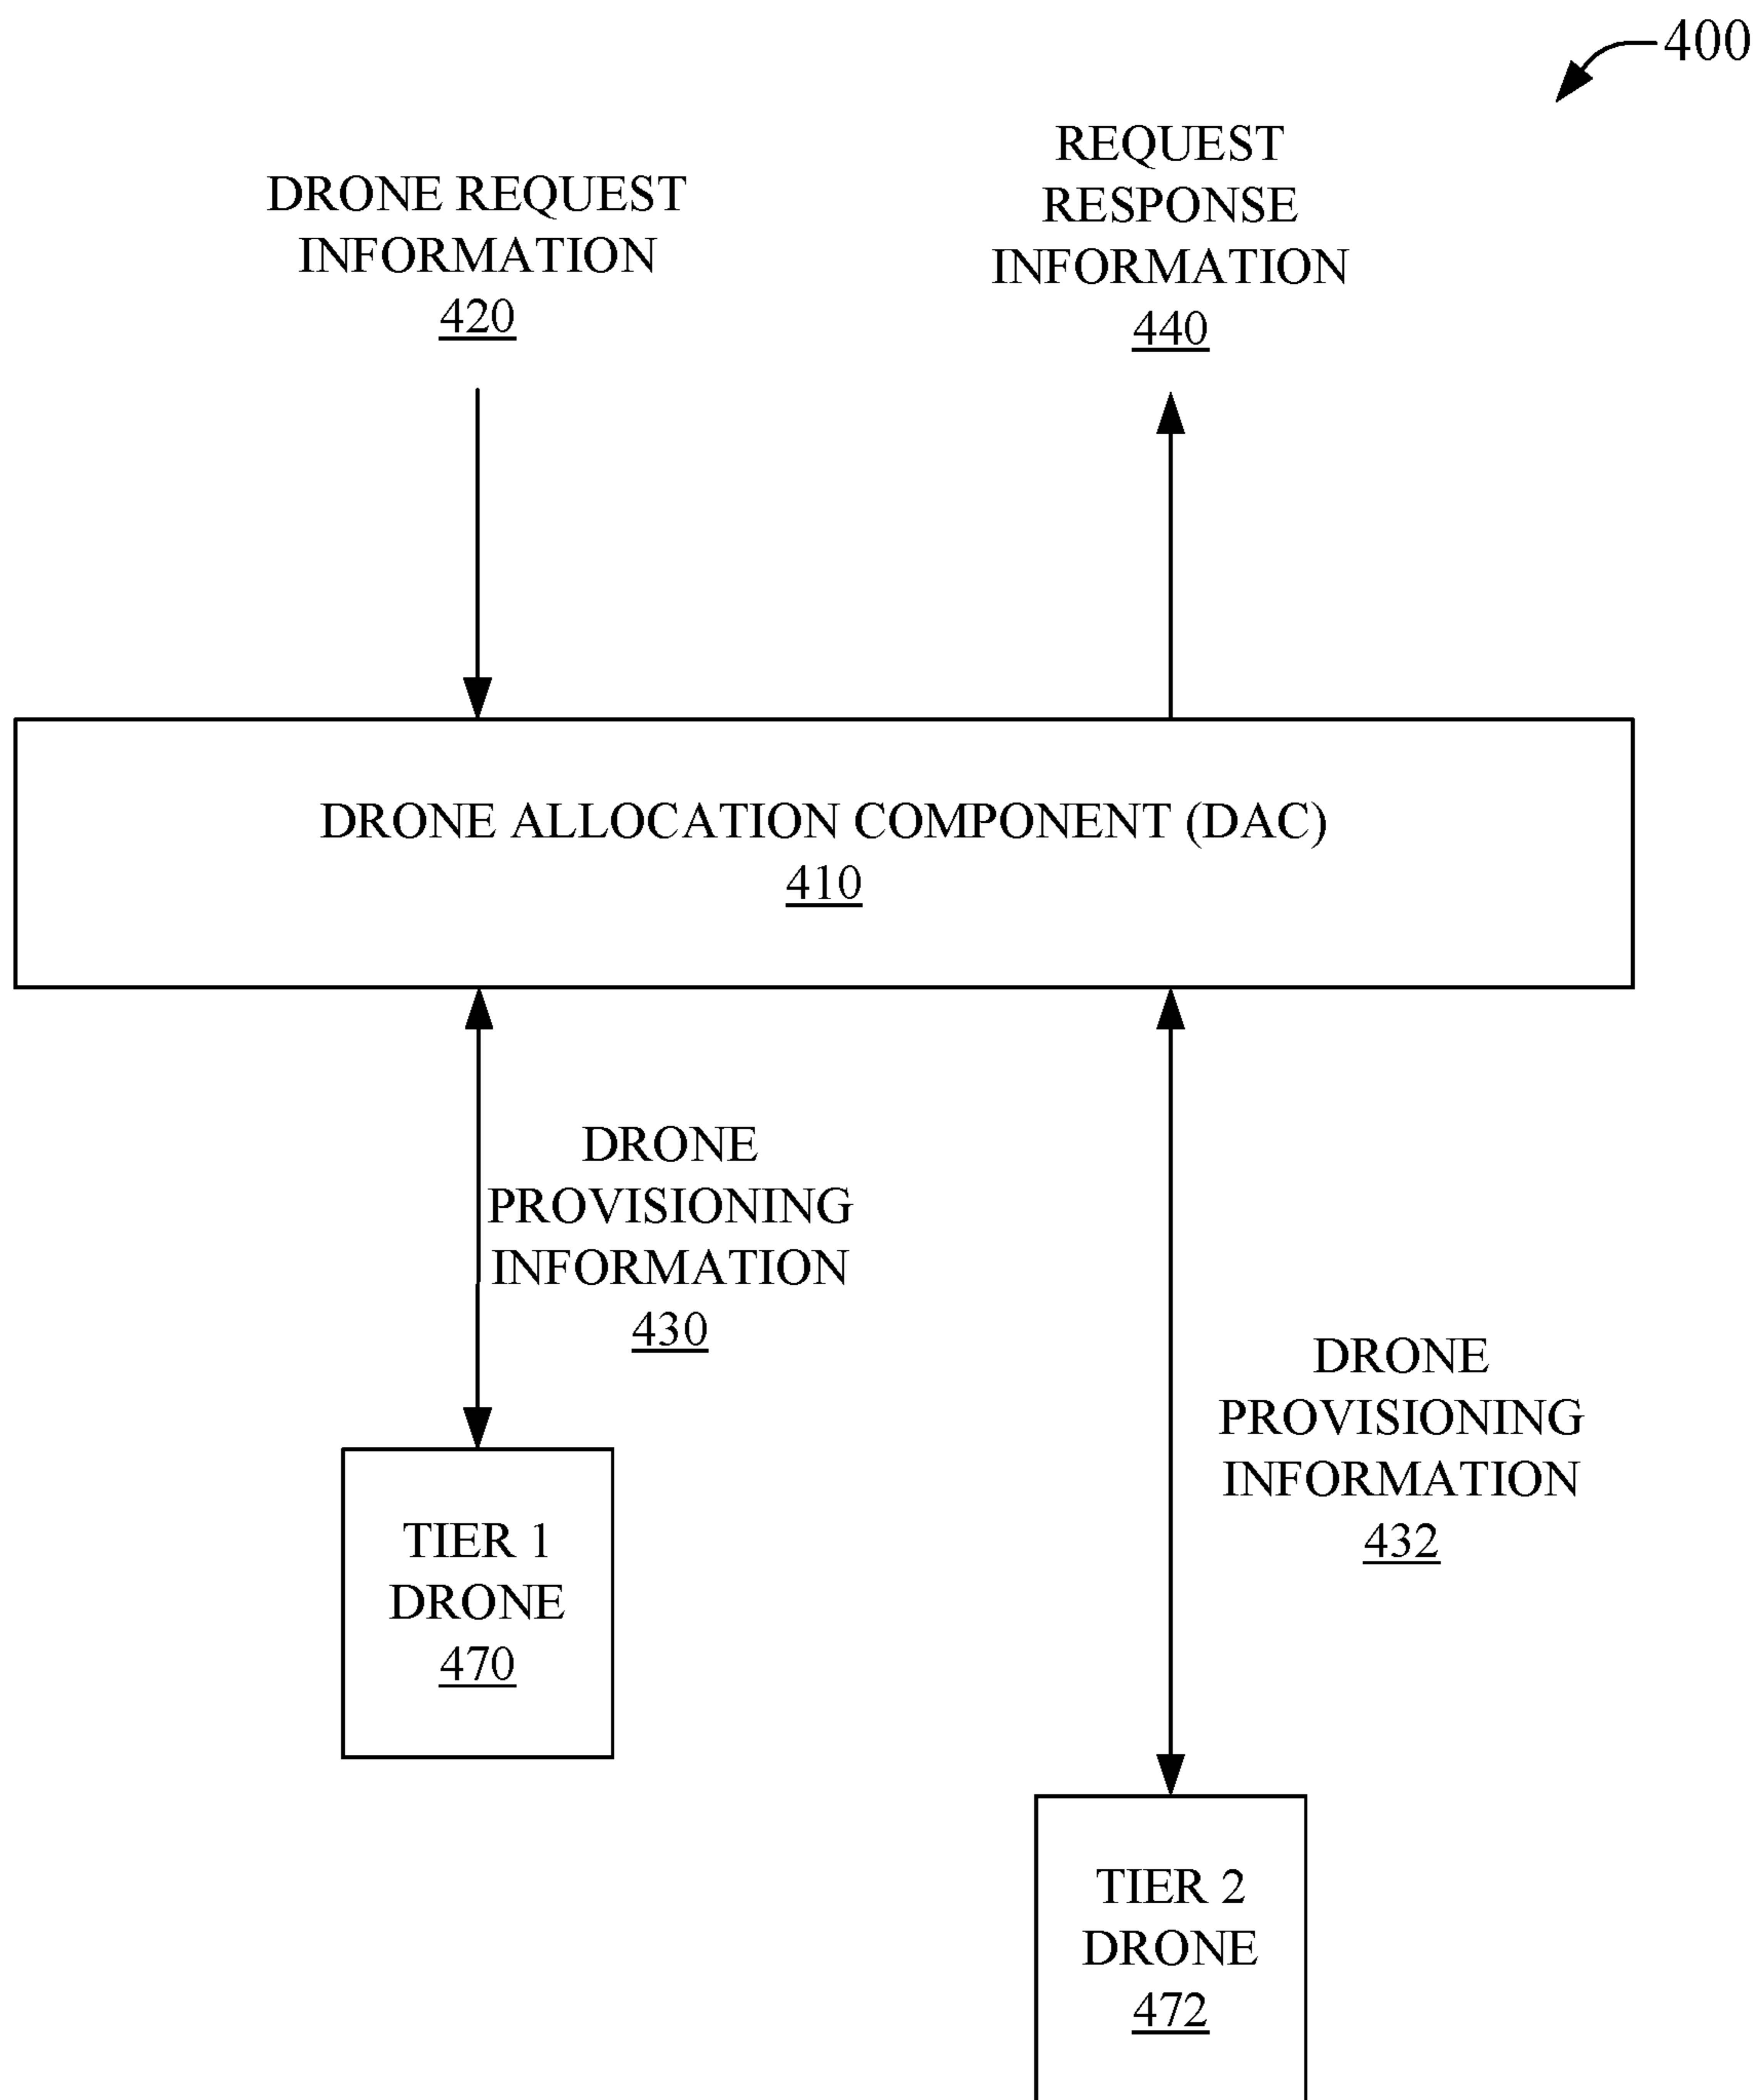 400
DRONE REQUEST
INFORMATION
420
REQUEST
RESPONSE
INFORMATION
440
DRONE ALLOCATION COMPONENT (DAC)
410
DRONE
PROVISIONING
INFORMATION
430
DRONE
PROVISIONING
INFORMATION
432
TIER 1
DRONE
470
TIER 2
DRONE
472